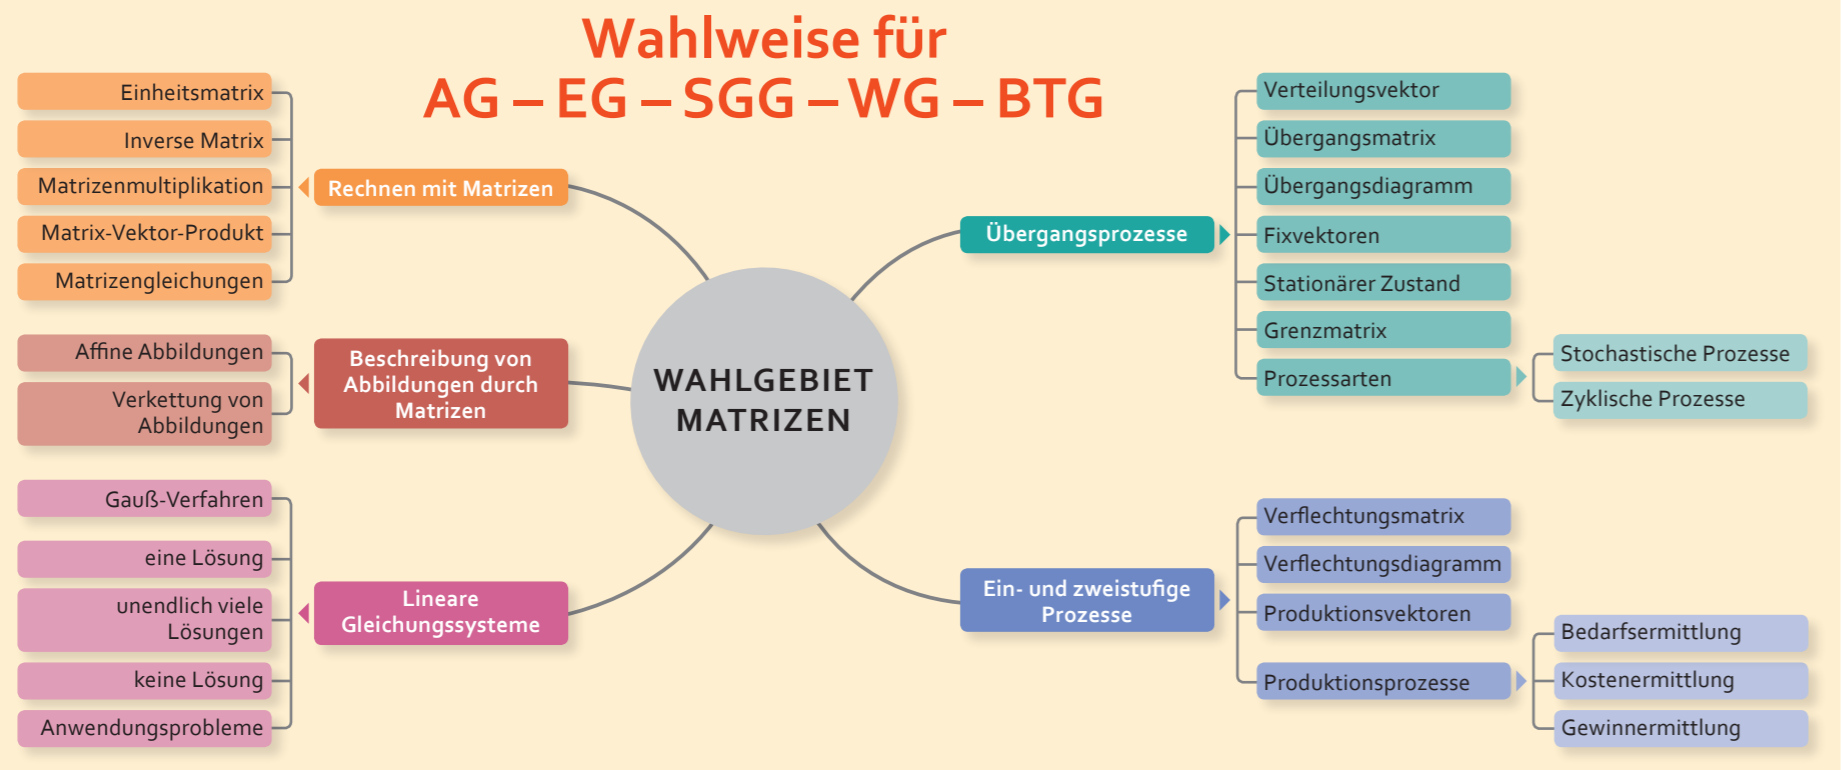 Wahlweise für
AG – EG – SGG – WG – BTG
Einheitsmatrix
Inverse Matrix
Matrizenmultiplikation
Matrix-Vektor-Produkt
Matrizengleichungen
Rechnen mit Matrizen
Affine Abbildungen
Verkettung von
Abbildungen
Beschreibung von
Abbildungen durch
Matrizen
Gauß-Verfahren
eine Lösung
unendlich viele
Lösungen
keine Lösung
Anwendungsprobleme
Lineare
Gleichungssysteme
WAHLGEBIET
MATRIZEN
Übergangsprozesse
Verteilungsvektor
Übergangsmatrix
Übergangsdiagramm
Fixvektoren
Stationärer Zustand
Grenzmatrix
Prozessarten
Stochastische Prozesse
Zyklische Prozesse
Ein- und zweistufige
Prozesse
Verflechtungsmatrix
Verflechtungsdiagramm
Produktionsvektoren
Produktionsprozesse
Bedarfsermittlung
Kostenermittlung
Gewinnermittlung